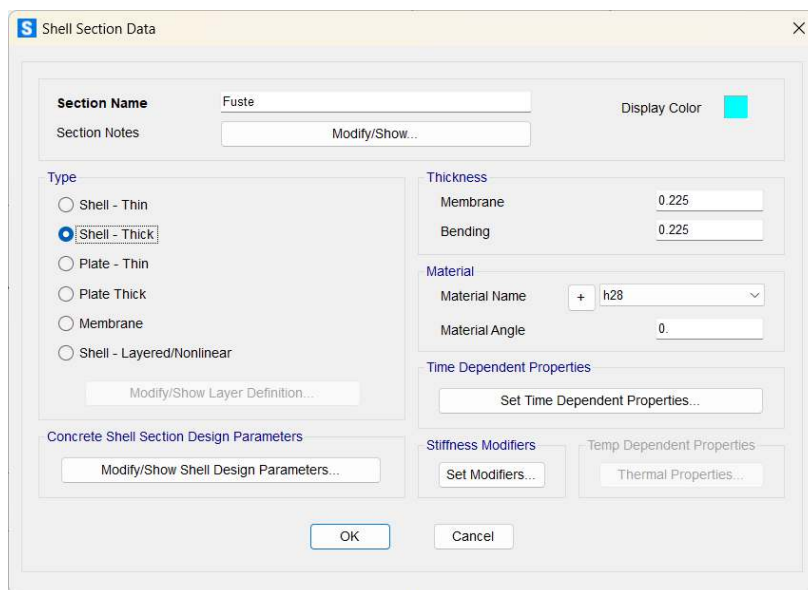 S Shell Section Data
Section Name Fuste Display Color
Section Notes Modify/Show...
Type
Shell - Thin
Shell - Thick
Plate - Thin
Plate Thick
Membrane
Shell - Layered/Nonlinear
Modify/Show Layer Definition...
Concrete Shell Section Design Parameters
Modify/Show Shell Design Parameters...
Thickness
Membrane 0.225
Bending 0.225
Material
Material Name + h28
Material Angle 0.
Time Dependent Properties
Set Time Dependent Properties...
Stiffness Modifiers
Set Modifiers...
Temp Dependent Properties
Thermal Properties...
OK Cancel